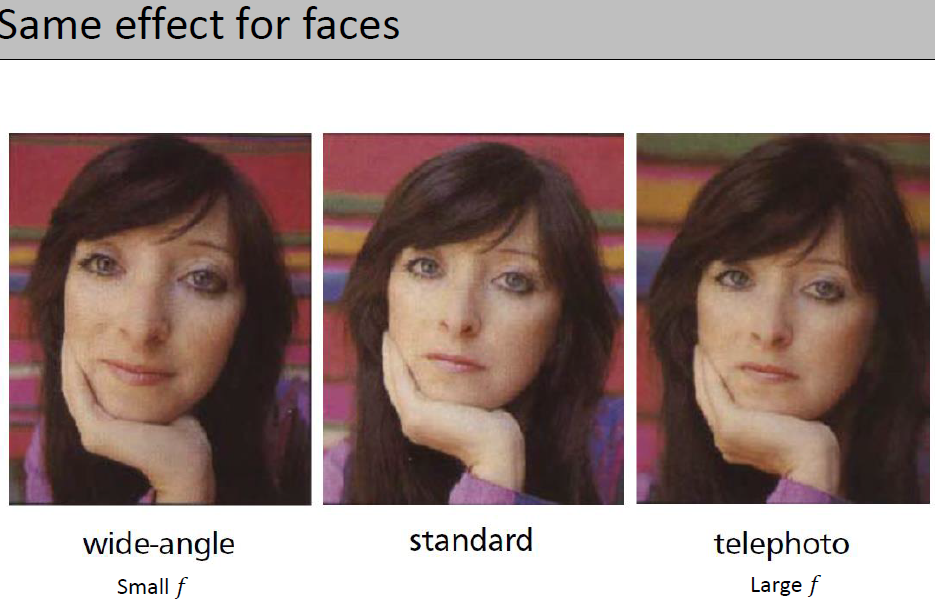 Same effect for faces
wide-angle
standard
telephoto
Small f
Large f